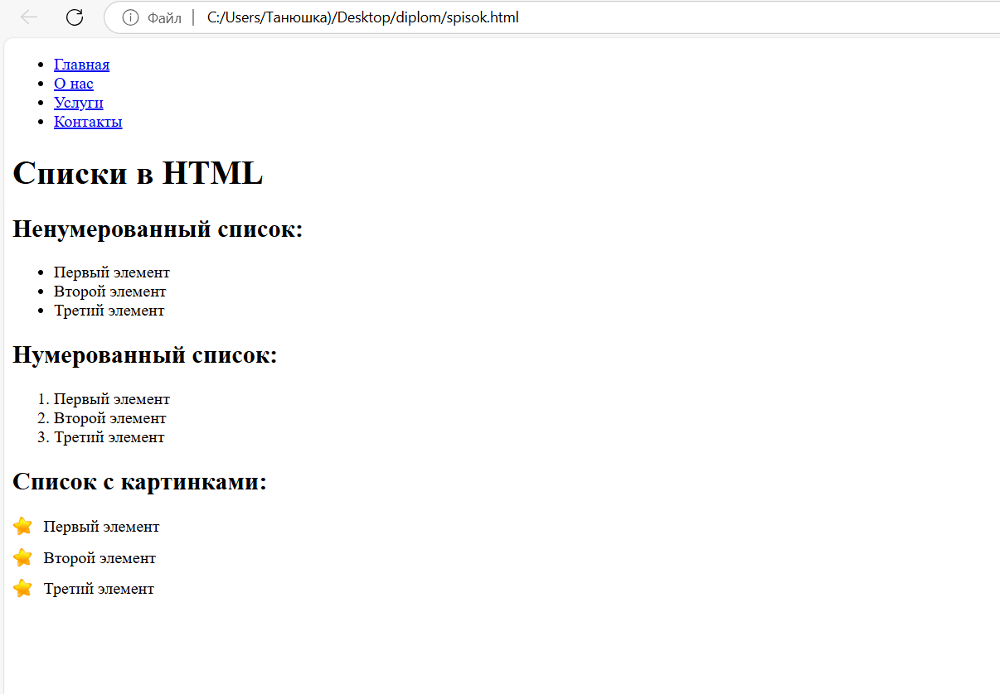 Файл C:/Users/Танюшка)/Desktop/diplom/spisok.html
Главная
О нас
Услуги
Контакты
Списки в HTML
Ненумерованный список:
Первый элемент
Второй элемент
Третий элемент
Нумерованный список:
1. Первый элемент
2. Второй элемент
3. Третий элемент
Список с картинками:
Первый элемент
Второй элемент
Третий элемент